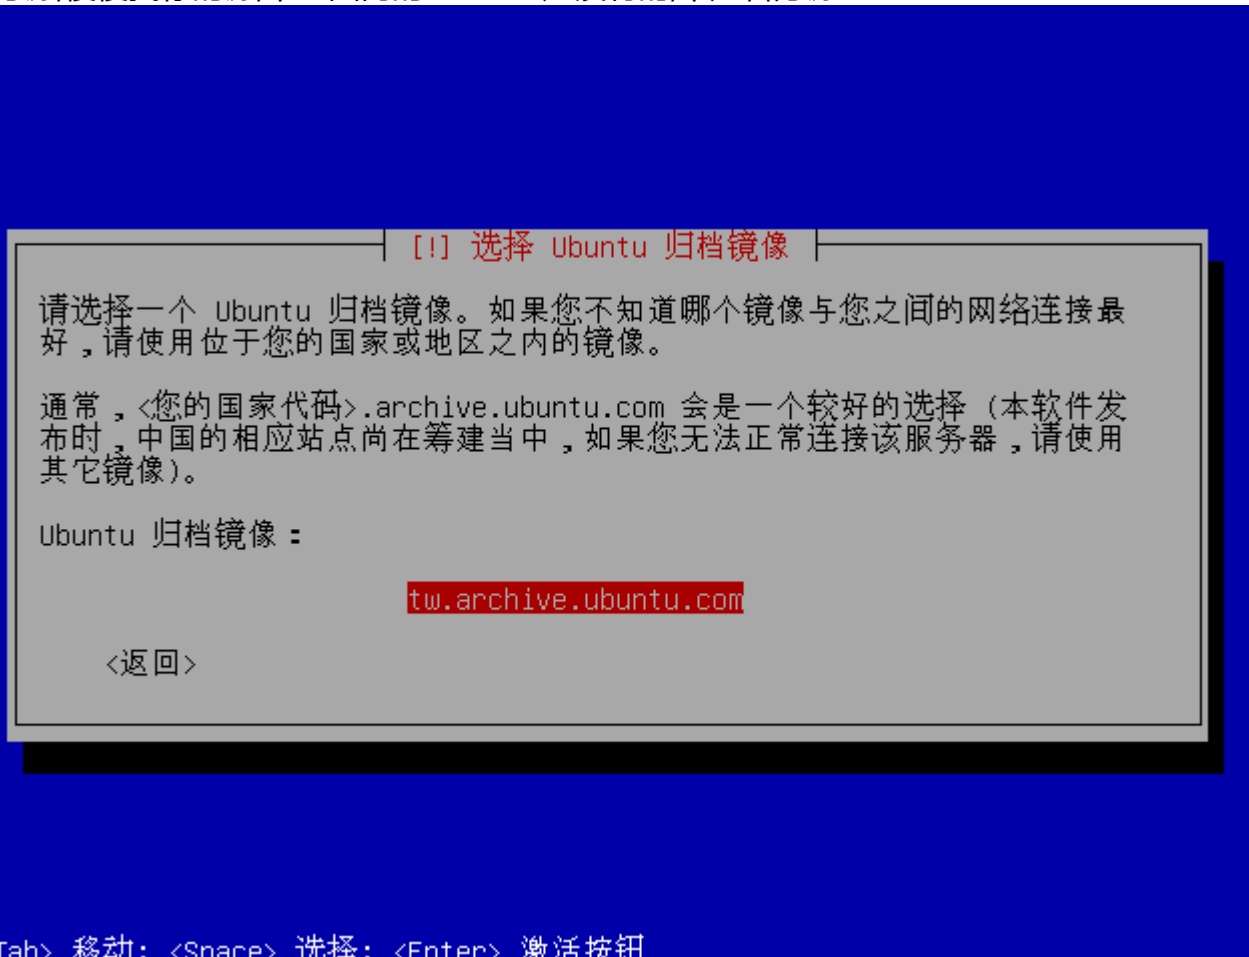 [!] 选择 Ubuntu 归档镜像
请选择一个 Ubuntu 归档镜像。如果您不知道哪个镜像与您之间的网络连接最
好,请使用位于您的国家或地区之内的镜像。
通常,<您的国家代码>.archive.ubuntu.com 会是一个较好的选择 (本软件发
布时,中国的相应站点尚在筹建当中,如果您无法正常连接该服务器,请使用
其它镜像)。
Ubuntu 归档镜像:
tw.archive.ubuntu.com
<返回>
Tab> 移动; <Space> 选择; <Enter> 激活按钮